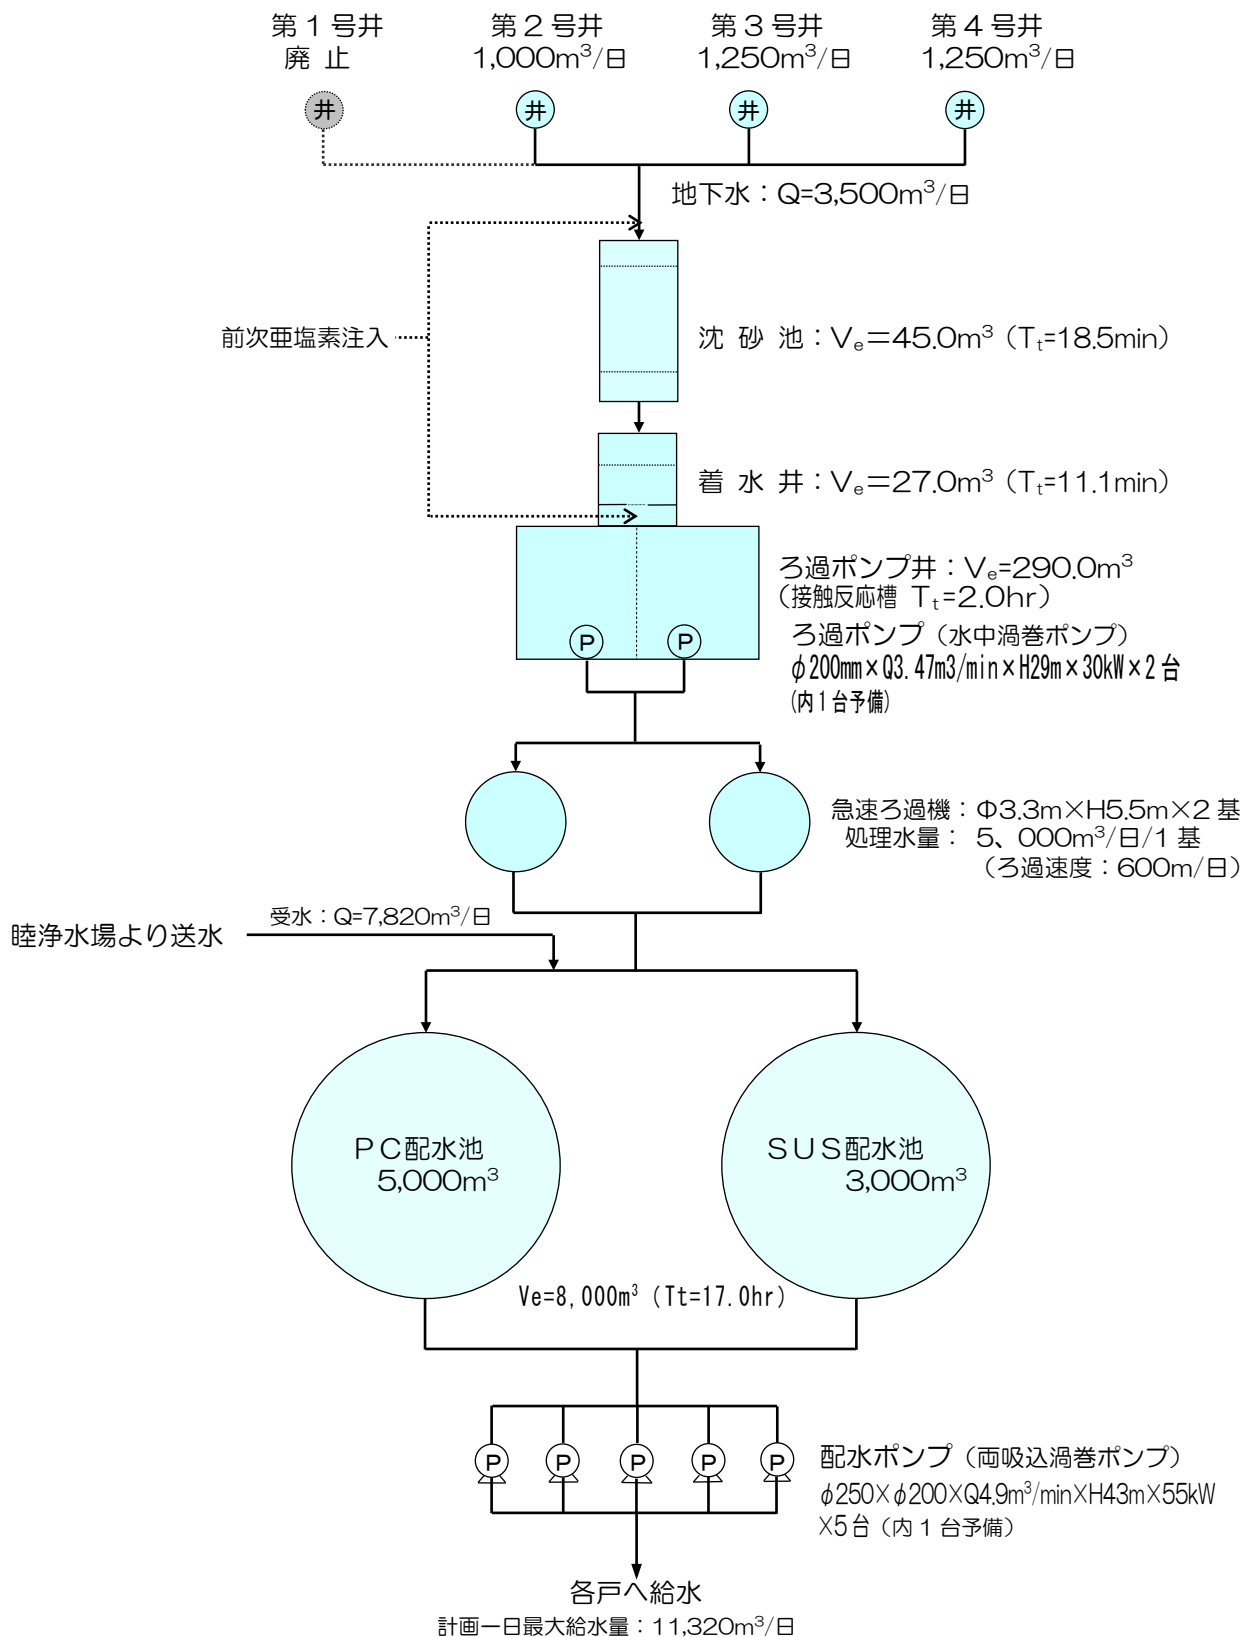 第1号井
廃 止
第2号井
1,000m³/日
第3号井
1,250m³/日
第4号井
1,250m³/日
井
井
井
井
地下水：Q=3,500m³/日
前次亜塩素注入
沈 砂 池：Vₑ＝45.0m³（Tₜ=18.5min）
着 水 井：Vₑ＝27.0m³（Tₜ=11.1min）
ろ過ポンプ井：Vₑ=290.0m³
（接触反応槽 Tₜ=2.0hr）
ろ過ポンプ（水中渦巻ポンプ）
φ200mm×Q3.47m3/min×H29m×30kW×2台
(内1台予備)
P
P
急速ろ過機：Φ3.3m×H5.5m×2基
処理水量： 5、000m³/日/1基
（ろ過速度：600m/日）
睦浄水場より送水
受水：Q=7,820m³/日
PC配水池
5,000m³
SUS配水池
3,000m³
Ve=8,000m³（Tt=17.0hr）
P
P
P
P
P
配水ポンプ（両吸込渦巻ポンプ）
φ250×φ200×Q4.9m³/min×H43m×55kW
×5台（内1台予備）
各戸へ給水
計画一日最大給水量：11,320m³/日